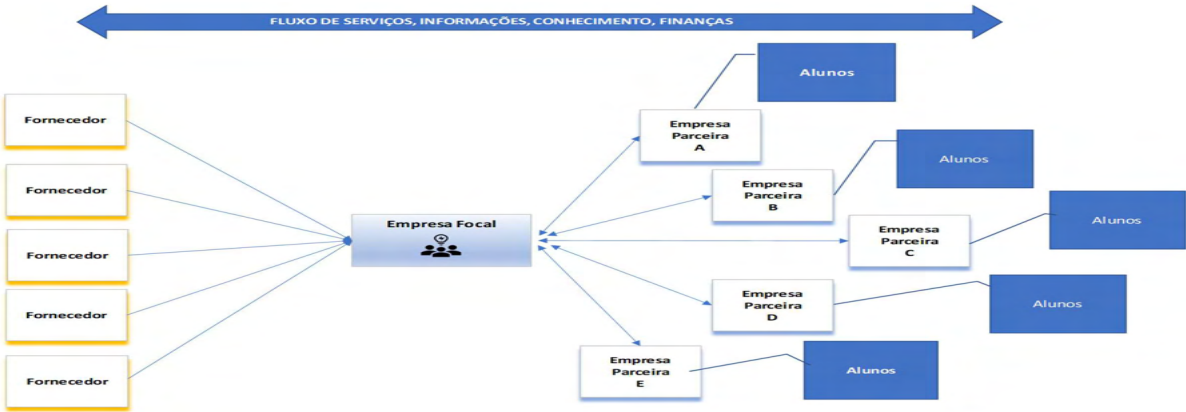 FLUXO DE SERVIÇOS, INFORMAÇÕES, CONHECIMENTO, FINANÇAS
Fornecedor
Fornecedor
Fornecedor
Fornecedor
Fornecedor
Empresa Focal
Empresa
Parceira
A
Alunos
Empresa
Parceira
B
Alunos
Empresa
Parceira
C
Alunos
Empresa
Parceira
D
Alunos
Empresa
Parceira
E
Alunos